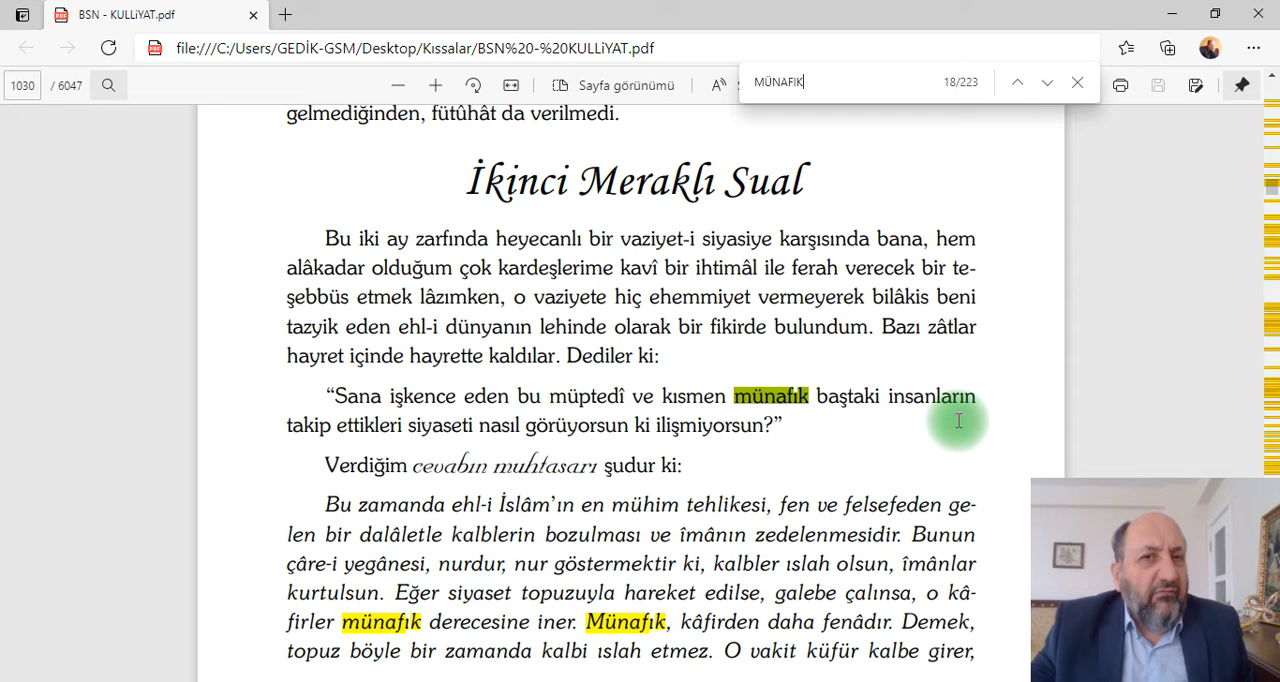 BSN - KULLiYAT.pdf
file:///C:/Users/GEDİK-GSM/Desktop/Kıssalar/BSN%20-%20KULLiYAT.pdf
1030 / 6047
Sayfa görünümü
MÜNAFIK 18/223
gelmediğinden, fütûhât da verilmedi.
İkinci Meraklı Sual
Bu iki ay zarfında heyecanlı bir vaziyet-i siyasiye karşısında bana, hem
alâkadar olduğum çok kardeşlerime kavî bir ihtimâl ile ferah verecek bir te-
şebbüs etmek lâzımken, o vaziyete hiç ehemmiyet vermeyerek bilâkis beni
tazyik eden ehl-i dünyanın lehinde olarak bir fikirde bulundum. Bazı zâtlar
hayret içinde hayrette kaldılar. Dediler ki:
“Sana işkence eden bu müptedî ve kısmen münafık baştaki insanların
takip ettikleri siyaseti nasıl görüyorsun ki ilişmiyorsun?”
Verdiğim cevabın muhtasarı şudur ki:
Bu zamanda ehl-i İslâm’ın en mühim tehlikesi, fen ve felsefeden ge-
len bir dalâletle kalblerin bozulması ve îmânın zedelenmesidir. Bunun
çâre-i yegânesi, nurdur, nur göstermektir ki, kalbler ıslah olsun, îmânlar
kurtulsun. Eğer siyaset topuzuyla hareket edilse, galebe çalınsa, o kâ-
firler münafık derecesine iner. Münafık, kâfirden daha fenâdır. Demek,
topuz böyle bir zamanda kalbi ıslah etmez. O vakit küfür kalbe girer,